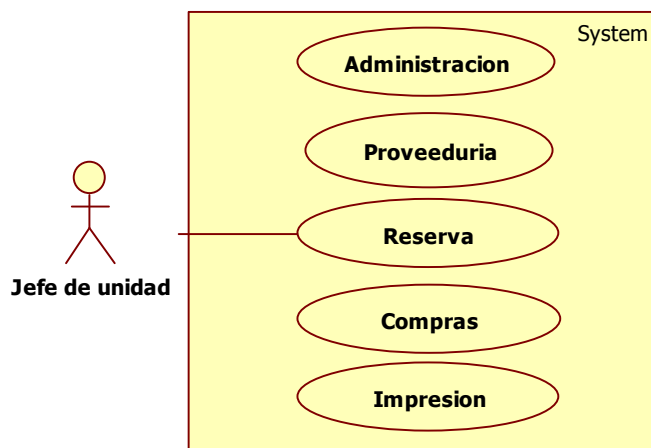 System
Administracion
Proveeduria
Reserva
Jefe de unidad
Compras
Impresion